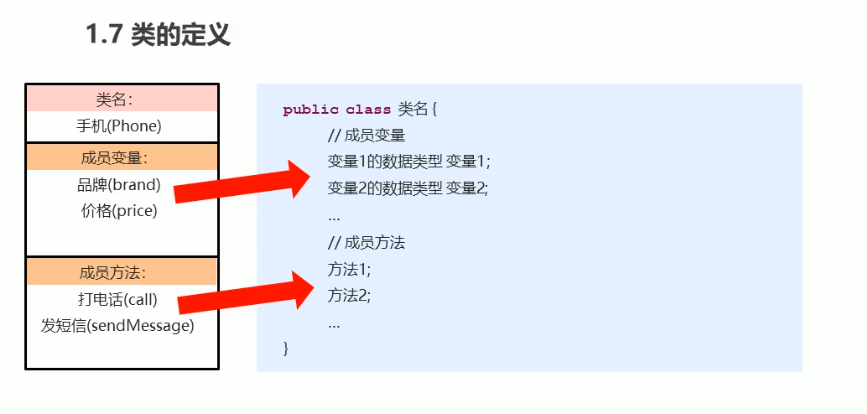 1.7 类的定义
类名：
手机(Phone)
成员变量：
品牌(brand)
价格(price)
成员方法：
打电话(call)
发短信(sendMessage)
public class 类名 {
// 成员变量
变量1的数据类型 变量1;
变量2的数据类型 变量2;
…
// 成员方法
方法1;
方法2;
…
}